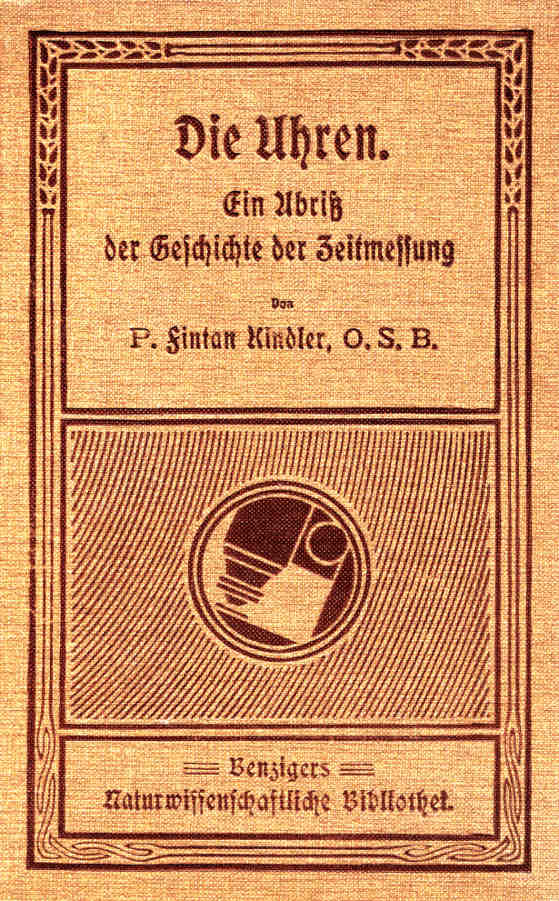 Die Uhren.
Ein Abriß
der Geschichte der Zeitmessung
Von
P. Fintan Kindler, O. S. B.
Benzigers
Naturwissenschaftliche Bibliothek.